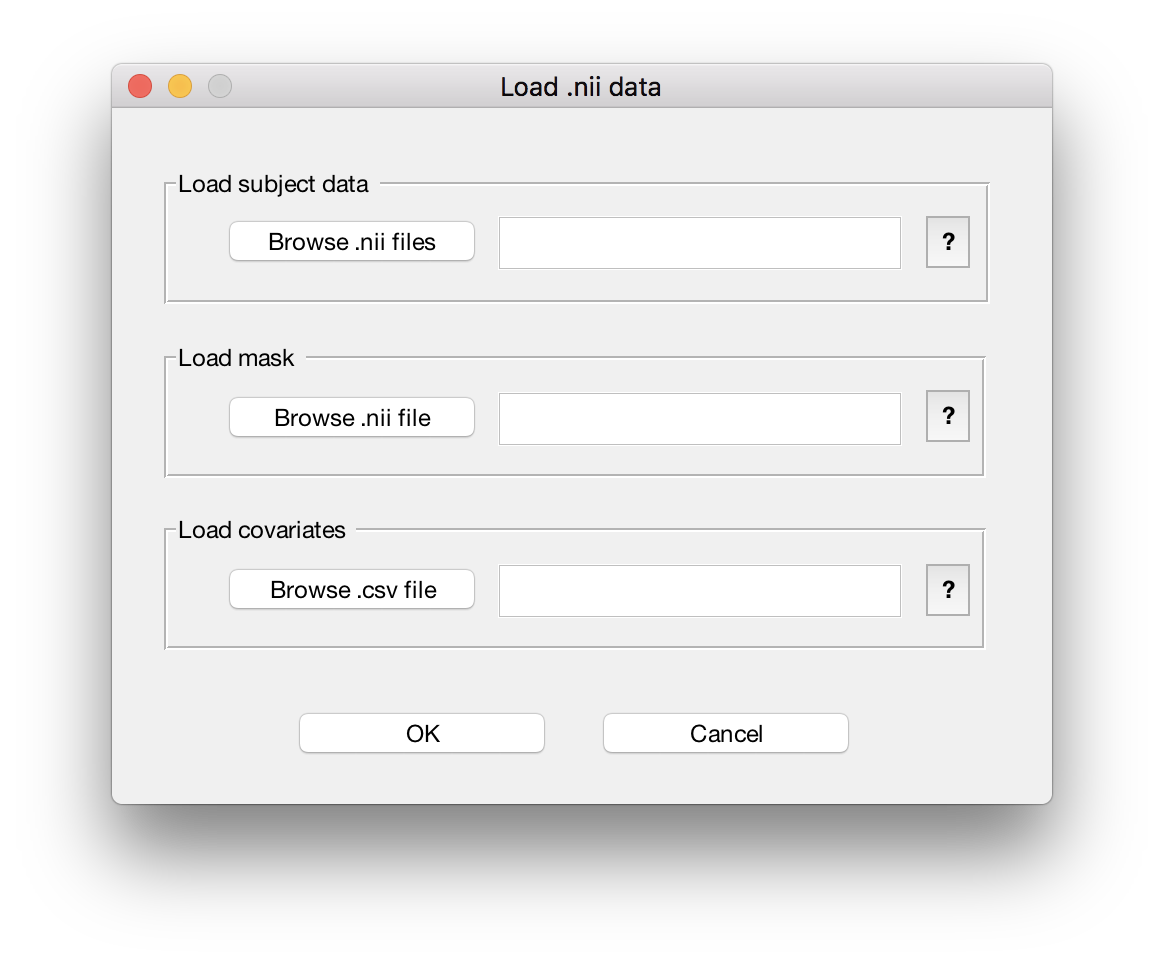 Load .nii data
Load subject data
Browse .nii files
?
Load mask
Browse .nii file
?
Load covariates
Browse .csv file
?
OK
Cancel